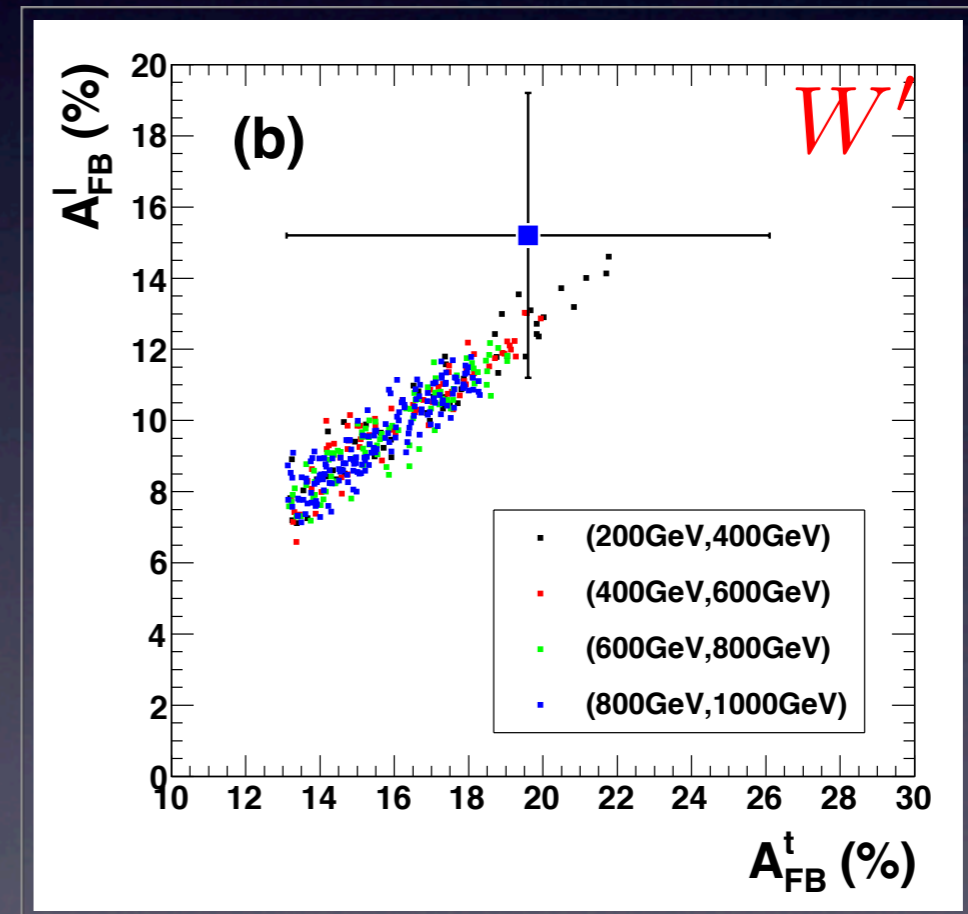 W′
(b)
A^l_FB (%)
20
18
16
14
12
10
8
6
4
2
0
(200GeV,400GeV)
(400GeV,600GeV)
(600GeV,800GeV)
(800GeV,1000GeV)
10 12 14 16 18 20 22 24 26 28 30
A^t_FB (%)